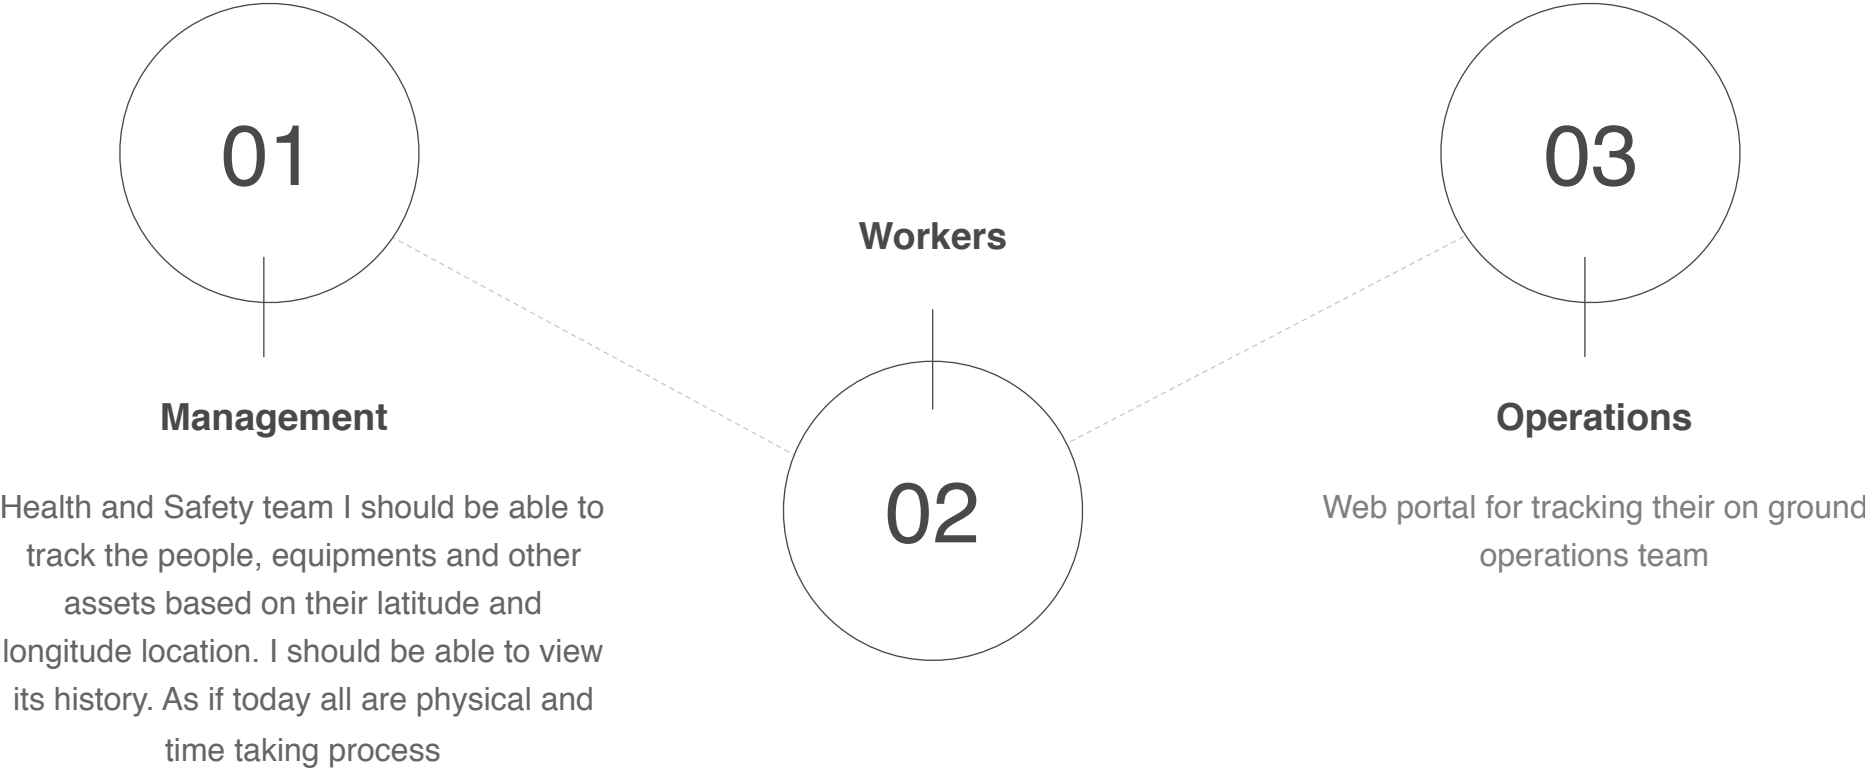 01
Management
Health and Safety team I should be able to
track the people, equipments and other
assets based on their latitude and
longitude location. I should be able to view
its history. As if today all are physical and
time taking process
Workers
02
03
Operations
Web portal for tracking their on ground
operations team